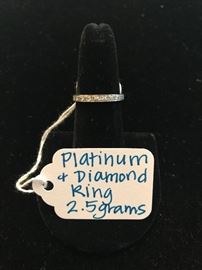 Platinum
+ Diamond
Ring
2.5grams